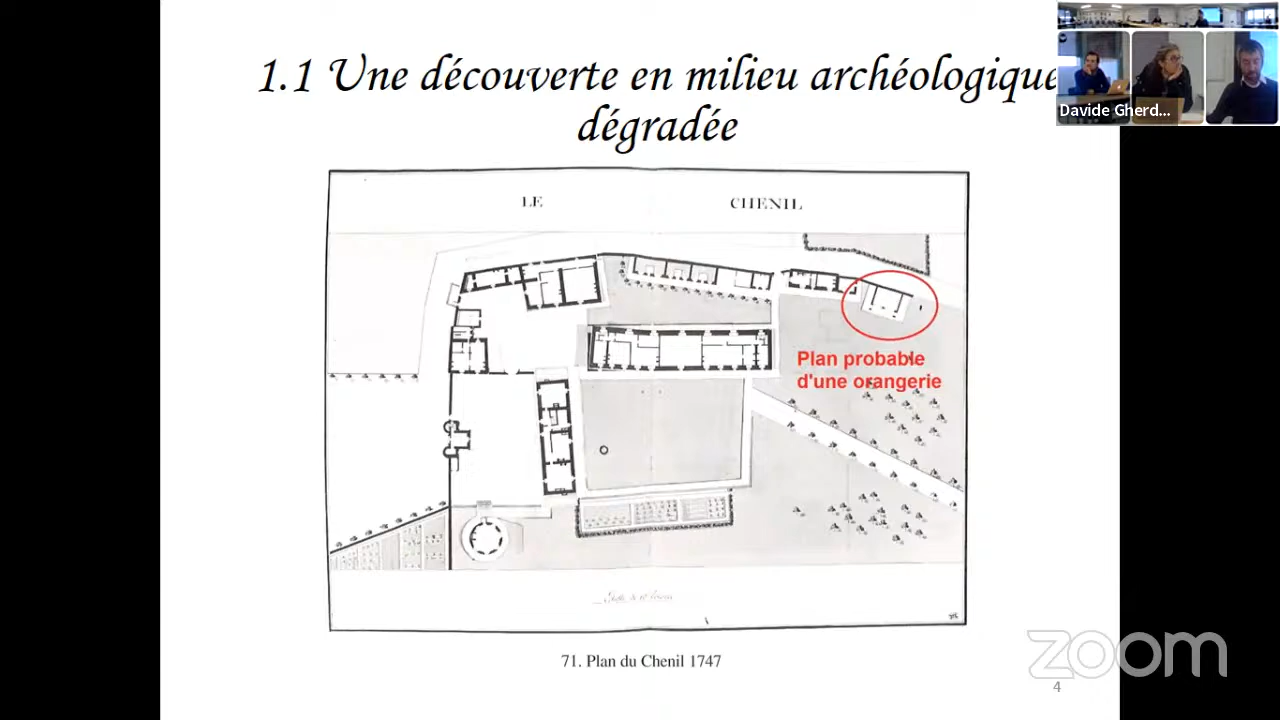 1.1 Une découverte en milieu archéologique
dégradée
Davide Gherd...
LE CHENIL
Plan probable
d'une orangerie
71. Plan du Chenil 1747
zoom
4